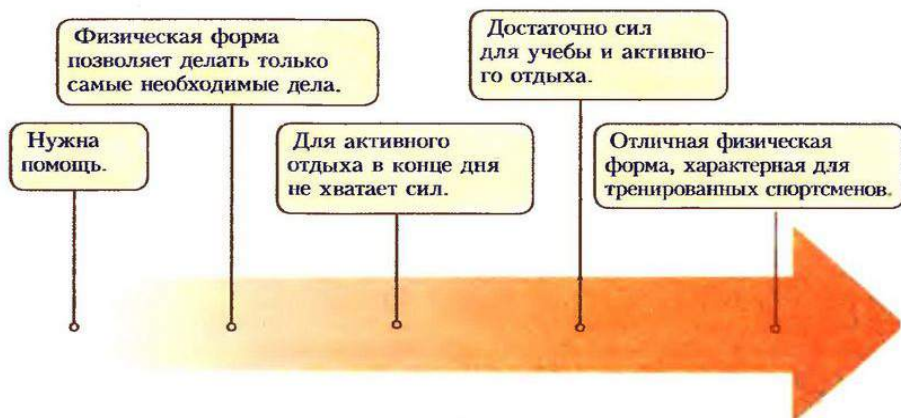 Физическая форма
позволяет делать только
самые необходимые дела.
Достаточно сил
для учебы и активно-
го отдыха.
Нужна
помощь.
Для активного
отдыха в конце дня
не хватает сил.
Отличная физическая
форма, характерная для
тренированных спортсменов.